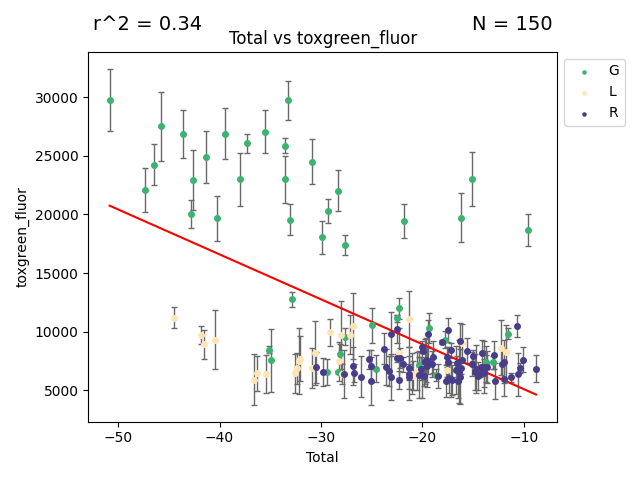 r^2 = 0.34
N = 150
Total vs toxgreen_fluor
G
L
R
30000
25000
20000
15000
10000
5000
toxgreen_fluor
−50
−40
−30
−20
−10
Total